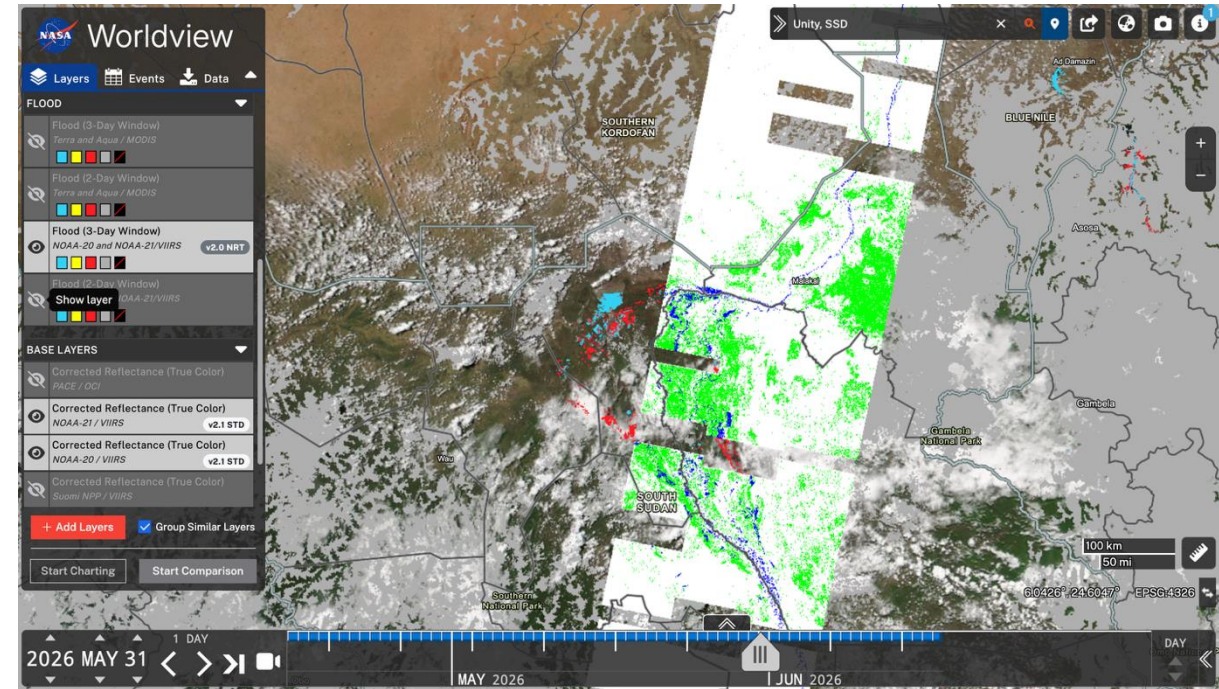 NASA
Worldview
Layers
Events
Data
FLOOD
Flood (3-Day Window)
Terra and Aqua / MODIS
Flood (2-Day Window)
Terra and Aqua / MODIS
Flood (3-Day Window)
NOAA-20 and NOAA-21/VIIRS
v2.0 NRT
Flood (2-Day Window)
NOAA-21/VIIRS
Show layer
BASE LAYERS
Corrected Reflectance (True Color)
PACE / OCI
Corrected Reflectance (True Color)
NOAA-21 / VIIRS
v2.1 STD
Corrected Reflectance (True Color)
NOAA-20 / VIIRS
v2.1 STD
Corrected Reflectance (True Color)
Suomi NPP / VIIRS
+ Add Layers
Group Similar Layers
Start Charting
Start Comparison
Unity, SSD
1
Ad Damazin
SOUTHERN
KORDOFAN
BLUE NILE
Asosa
Malakal
Gambela
Gambela
National Park
Wau
SOUTH
SUDAN
Southern
National Park
100 km
50 mi
6.0426°, 24.6047°
EPSG:4326
1 DAY
2026 MAY 31
MAY 2026
JUN 2026
DAY